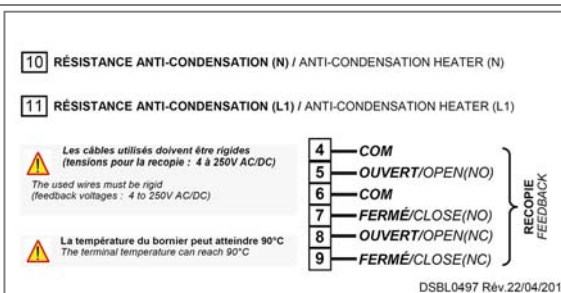 10 RÉSISTANCE ANTI-CONDENSATION (N) / ANTI-CONDENSATION HEATER (N)
11 RÉSISTANCE ANTI-CONDENSATION (L1) / ANTI-CONDENSATION HEATER (L1)
Les câbles utilisés doivent être rigides
(tensions pour la recopie : 4 à 250V AC/DC)
The used wires must be rigid
(feedback voltages : 4 to 250V AC/DC)
La température du bornier peut atteindre 90°C
The terminal temperature can reach 90°C
4 COM
5 OUVERT/OPEN(NO)
6 COM
7 FERMÉ/CLOSE(NO)
8 OUVERT/OPEN(NC)
9 FERMÉ/CLOSE(NC)
RECOPIE
FEEDBACK
DSBL0497 Rév.22/04/201